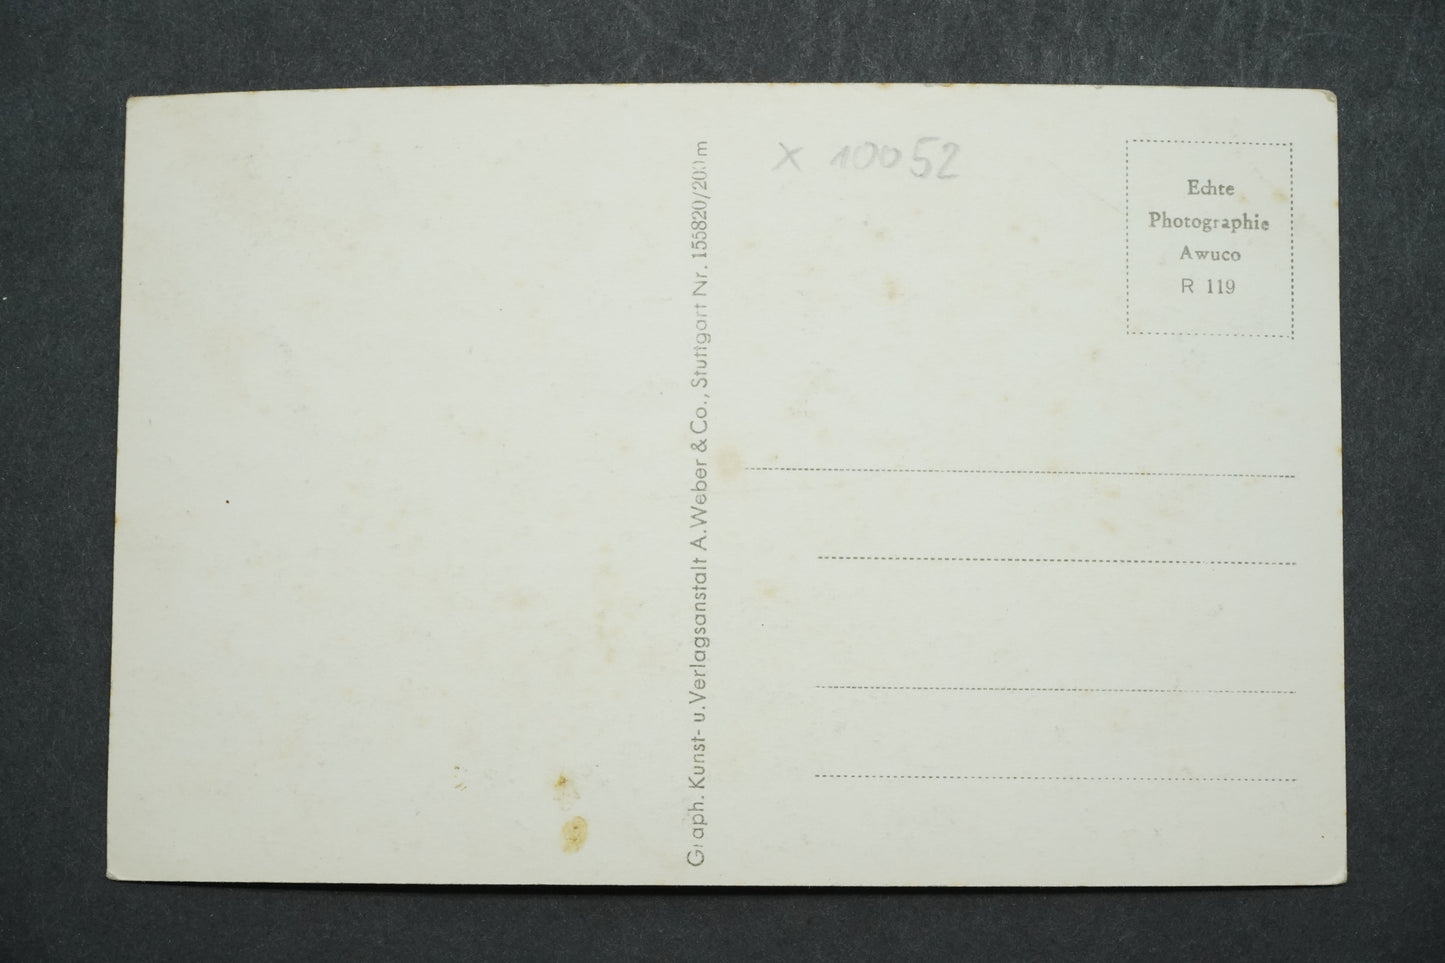 Graph. Kunst- u. Verlagsanstalt A. Weber & Co., Stuttgart Nr. 155820/200m
x 10052
Echte
Photographie
Awuco
R 119